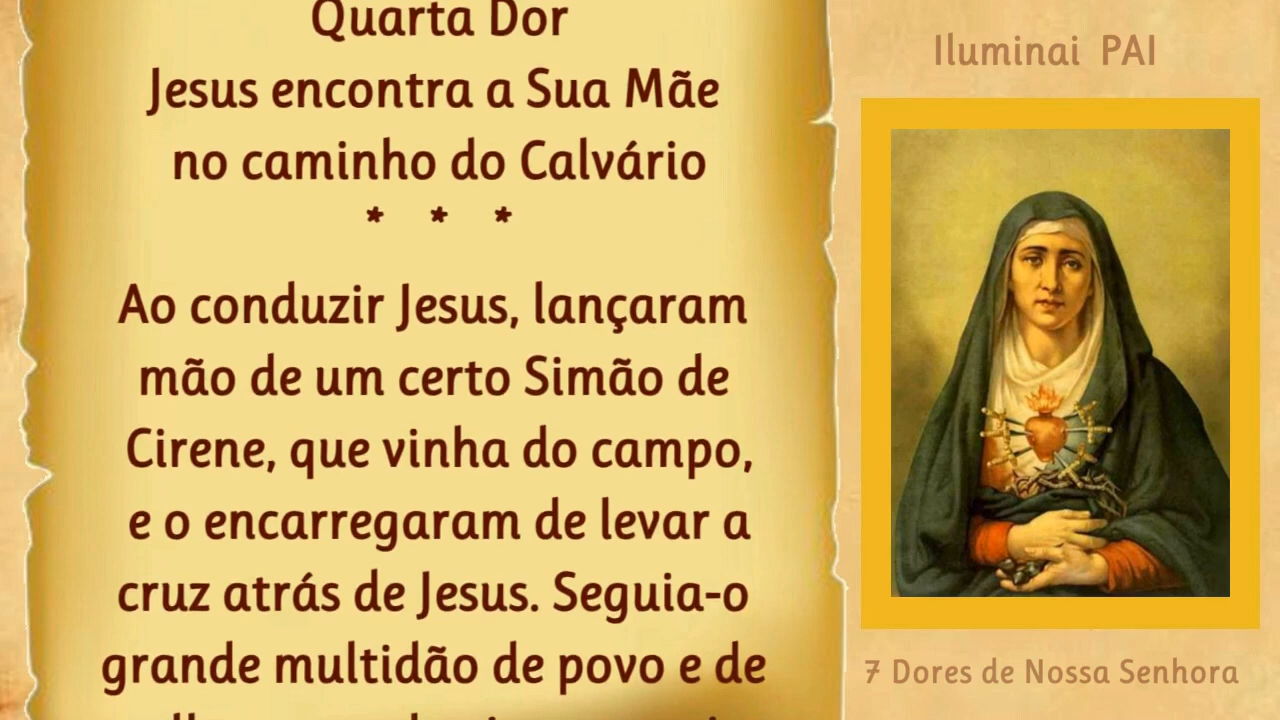 Quarta Dor
Jesus encontra a Sua Mãe
no caminho do Calvário
* * *
Ao conduzir Jesus, lançaram
mão de um certo Simão de
Cirene, que vinha do campo,
e o encarregaram de levar a
cruz atrás de Jesus. Seguia-o
grande multidão de povo e de
Iluminai PAI
7 Dores de Nossa Senhora